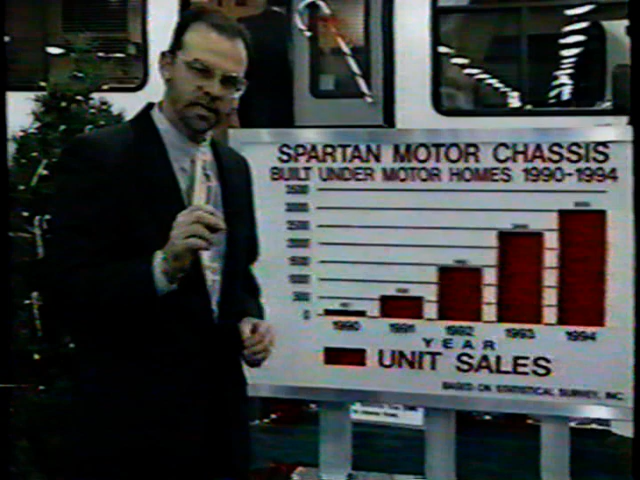 SPARTAN MOTOR CHASSIS
BUILT UNDER MOTOR HOMES 1990-1994
3500
3000
2500
2000
1500
1000
500
0
1990 1991 1992 1993 1994
YEAR
UNIT SALES
BASED ON STATISTICAL SURVEY, INC.